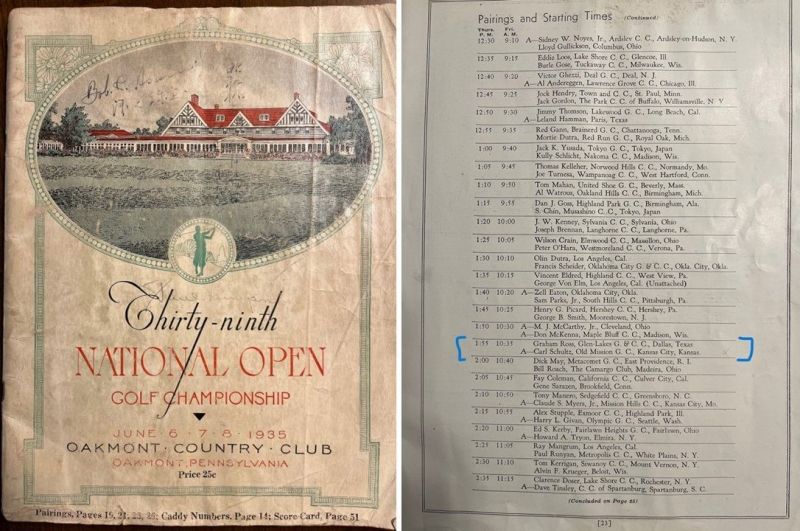 Bob
Thirty-ninth
NATIONAL OPEN
GOLF CHAMPIONSHIP
JUNE 6 · 7 · 8 · 1935
OAKMONT · COUNTRY · CLUB
OAKMONT, PENNSYLVANIA
Price 25c
Pairings, Pages 19, 21, 23, 25; Caddy Numbers, Page 14; Score Card, Page 51
Pairings and Starting Times (Continued)
Thurs. Fri.
P. M. A. M.
12:30 9:10 A—Sidney W. Noyes, Jr., Ardsley C. C., Ardsley-on-Hudson, N. Y.
Lloyd Gullickson, Columbus, Ohio
12:35 9:15 Eddie Loos, Lake Shore C. C., Glencoe, Ill.
Burle Gose, Tuckaway C. C., Milwaukee, Wis.
12:40 9:20 Victor Ghezzi, Deal G. C., Deal, N. J.
A—Al Andereggen, Lawrence Grove C. C., Chicago, Ill.
12:45 9:25 Jack Hendry, Town and C. C., St. Paul, Minn.
Jack Gordon, The Park C. C. of Buffalo, Williamsville, N. Y.
12:50 9:30 Jimmy Thomson, Lakewood G. C., Long Beach, Cal.
A—Leland Hamman, Paris, Texas
12:55 9:35 Red Gann, Brainerd G. C., Chattanooga, Tenn.
Mortie Dutra, Red Run G. C., Royal Oak, Mich.
1:00 9:40 Jack K. Yusada, Tokyo G. C., Tokyo, Japan
Kully Schlicht, Nakoma C. C., Madison, Wis.
1:05 9:45 Thomas Kelleher, Norwood Hills C. C., Normandy, Mo.
Joe Turnesa, Wampanoag C. C., West Hartford, Conn.
1:10 9:50 Tom Mahan, United Shoe G. C., Beverly, Mass.
Al Watrous, Oakland Hills C. C., Birmingham, Mich.
1:15 9:55 Dan J. Goss, Highland Park G. C., Birmingham, Ala.
S. Chin, Musashino C. C., Tokyo, Japan
1:20 10:00 J. W. Kenney, Sylvania C. C., Sylvania, Ohio
Joseph Brennan, Langhorne C. C., Langhorne, Pa.
1:25 10:05 Wilson Crain, Elmwood C. C., Massillon, Ohio
Peter O'Hara, Westmoreland C. C., Verona, Pa.
1:30 10:10 Olin Dutra, Los Angeles, Cal.
Francis Scheider, Oklahoma City G. & C. C., Okla. City, Okla.
1:35 10:15 Vincent Eldred, Highland C. C., West View, Pa.
George Von Elm, Los Angeles, Cal. (Unattached)
1:40 10:20 A—Zell Eaton, Oklahoma City, Okla.
Sam Parks, Jr., South Hills C. C., Pittsburgh, Pa.
1:45 10:25 Henry G. Picard, Hershey C. C., Hershey, Pa.
George B. Smith, Moorestown, N. J.
1:50 10:30 A—M. J. McCarthy, Jr., Cleveland, Ohio
A—Don McKenna, Maple Bluff C. C., Madison, Wis.
1:55 10:35 Graham Ross, Glen-Lakes G. & C. C., Dallas, Texas
A—Carl Schultz, Old Mission G. C., Kansas City, Kansas.
2:00 10:40 Dick May, Metacomet G. C., East Providence, R. I.
Bill Roach, The Camargo Club, Madeira, Ohio
2:05 10:45 Fay Coleman, California C. C., Culver City, Cal.
Gene Sarazen, Brookfield, Conn.
2:10 10:50 Tony Manero, Sedgefield C. C., Greensboro, N. C.
A—Claude S. Myers, Jr., Mission Hills C. C., Kansas City, Mo.
2:15 10:55 Alex Stupple, Exmoor C. C., Highland Park, Ill.
A—Harry L. Givan, Olympic G. C., Seattle, Wash.
2:20 11:00 Ed S. Kerby, Fairlawn Heights G. C., Fairlawn, Ohio
A—Howard A. Tryon, Elmira, N. Y.
2:25 11:05 Ray Mangrum, Los Angeles, Cal.
Paul Runyan, Metropolis C. C., White Plains, N. Y.
2:30 11:10 Tom Kerrigan, Siwanoy C. C., Mount Vernon, N. Y.
Alvin F. Krueger, Beloit, Wis.
2:35 11:15 Clarence Doser, Lake Shore C. C., Rochester, N. Y.
A—Dave Tinsley, C. C. of Spartanburg, Spartanburg, S. C.
(Concluded on Page 25)
[23]